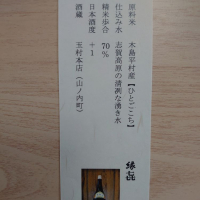 原料米　木島平村産【ひとごこち】
仕込み水　志賀高原の清冽な湧き水
精米歩合　70%
日本酒度　+1
酒蔵　玉村本店（山ノ内町）
縁喜